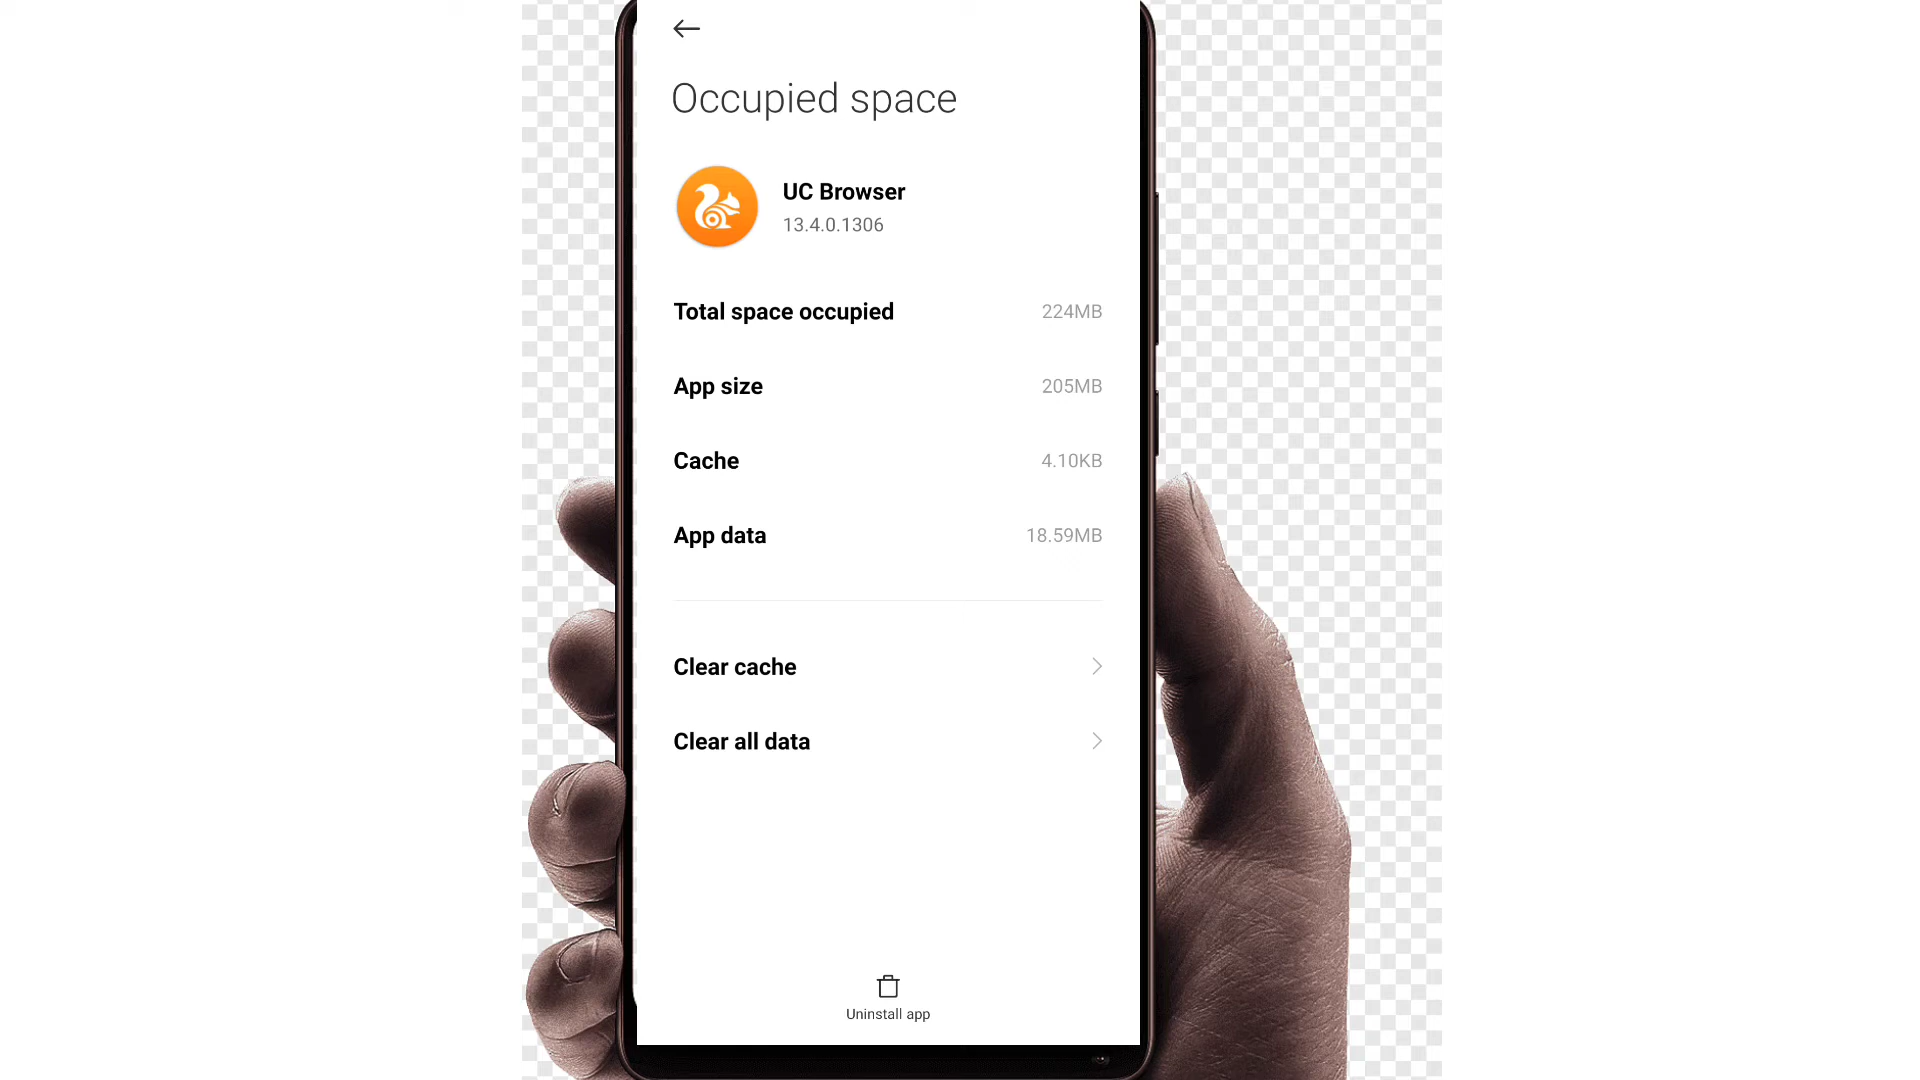 Occupied space
UC Browser
13.4.0.1306
Total space occupied 224MB
App size 205MB
Cache 4.10KB
App data 18.59MB
Clear cache
Clear all data
Uninstall app